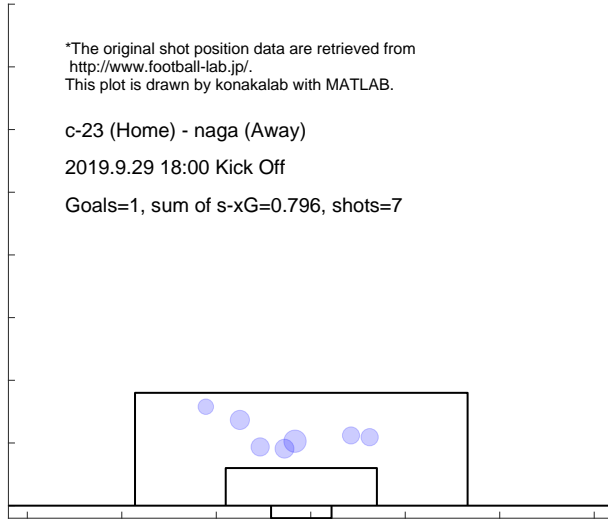 *The original shot position data are retrieved from
http://www.football-lab.jp/.
This plot is drawn by konakalab with MATLAB.
c-23 (Home) - naga (Away)
2019.9.29 18:00 Kick Off
Goals=1, sum of s-xG=0.796, shots=7